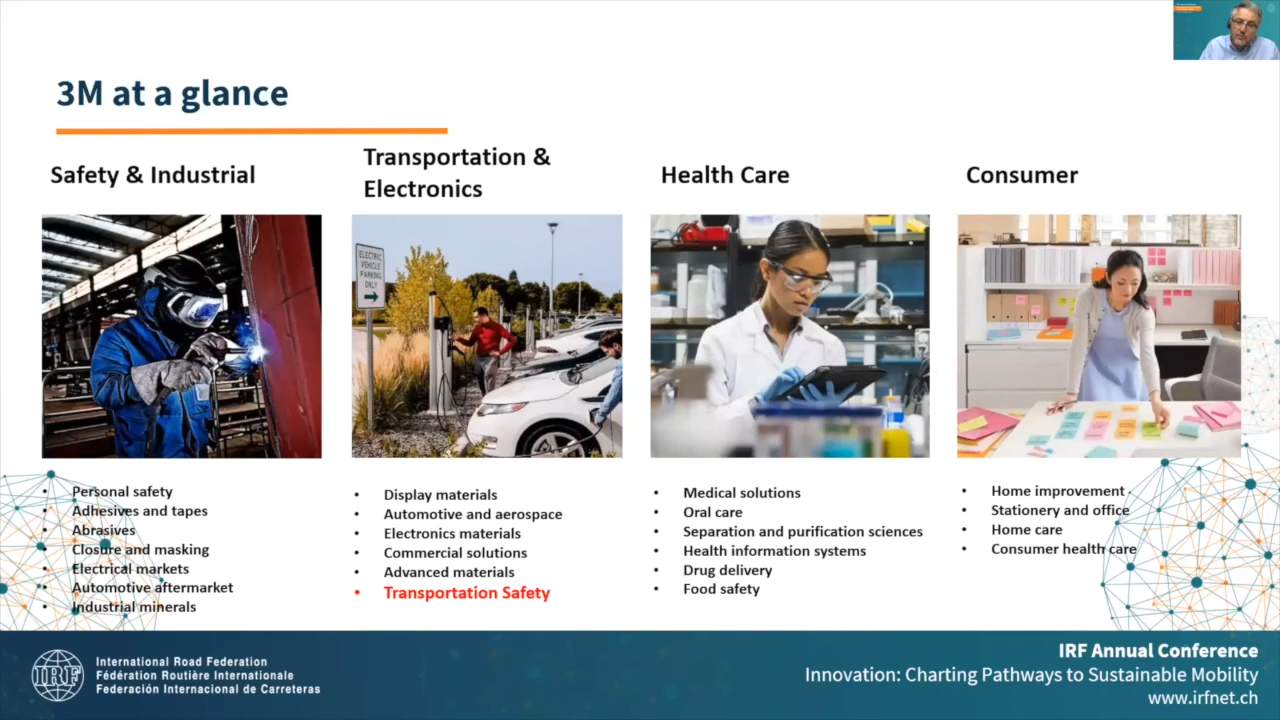 3M at a glance
Safety & Industrial
Transportation &
Electronics
Health Care
Consumer
ELECTRIC
VEHICLE
PARKING
ONLY
• Personal safety
• Adhesives and tapes
• Abrasives
• Closure and masking
• Electrical markets
• Automotive aftermarket
• Industrial minerals
• Display materials
• Automotive and aerospace
• Electronics materials
• Commercial solutions
• Advanced materials
• Transportation Safety
• Medical solutions
• Oral care
• Separation and purification sciences
• Health information systems
• Drug delivery
• Food safety
• Home improvement
• Stationery and office
• Home care
• Consumer health care
IRF
International Road Federation
Fédération Routière Internationale
Federación Internacional de Carreteras
IRF Annual Conference
Innovation: Charting Pathways to Sustainable Mobility
www.irfnet.ch